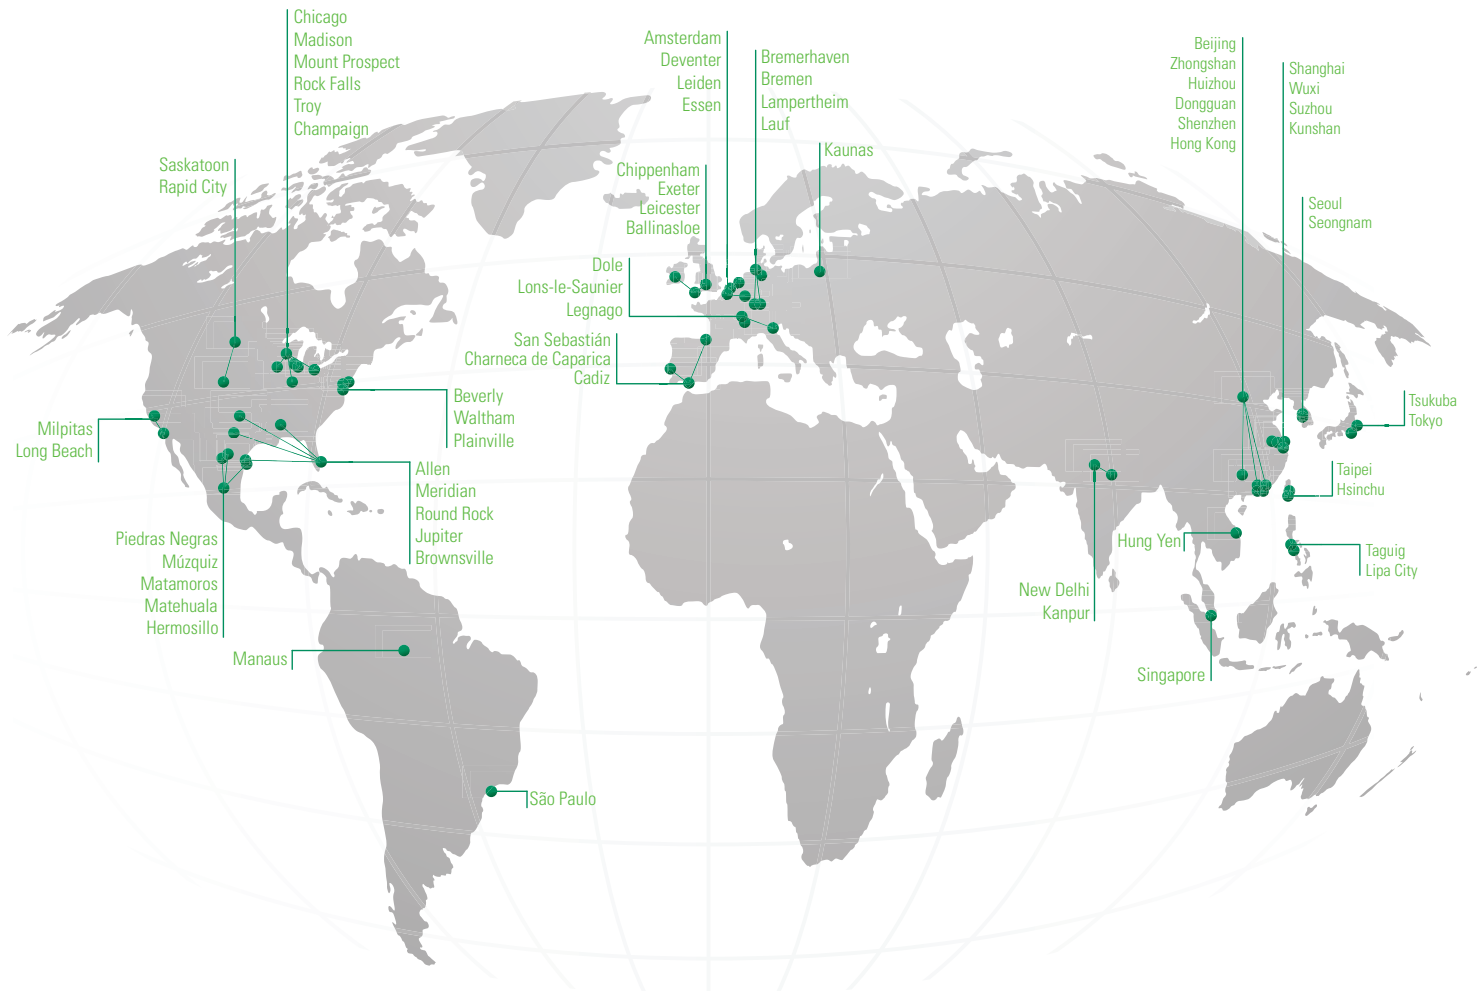 Chicago
Madison
Mount Prospect
Rock Falls
Troy
Champaign
Saskatoon
Rapid City
Amsterdam
Deventer
Leiden
Essen
Bremerhaven
Bremen
Lampertheim
Lauf
Kaunas
Chippenham
Exeter
Leicester
Ballinasloe
Dole
Lons-le-Saunier
Legnago
San Sebastián
Charneca de Caparica
Cadiz
Beijing
Zhongshan
Huizhou
Dongguan
Shenzhen
Hong Kong
Shanghai
Wuxi
Suzhou
Kunshan
Seoul
Seongnam
Tsukuba
Tokyo
Taipei
Hsinchu
Taguig
Lipa City
Hung Yen
New Delhi
Kanpur
Singapore
Milpitas
Long Beach
Beverly
Waltham
Plainville
Allen
Meridian
Round Rock
Jupiter
Brownsville
Piedras Negras
Múzquiz
Matamoros
Matehuala
Hermosillo
Manaus
São Paulo